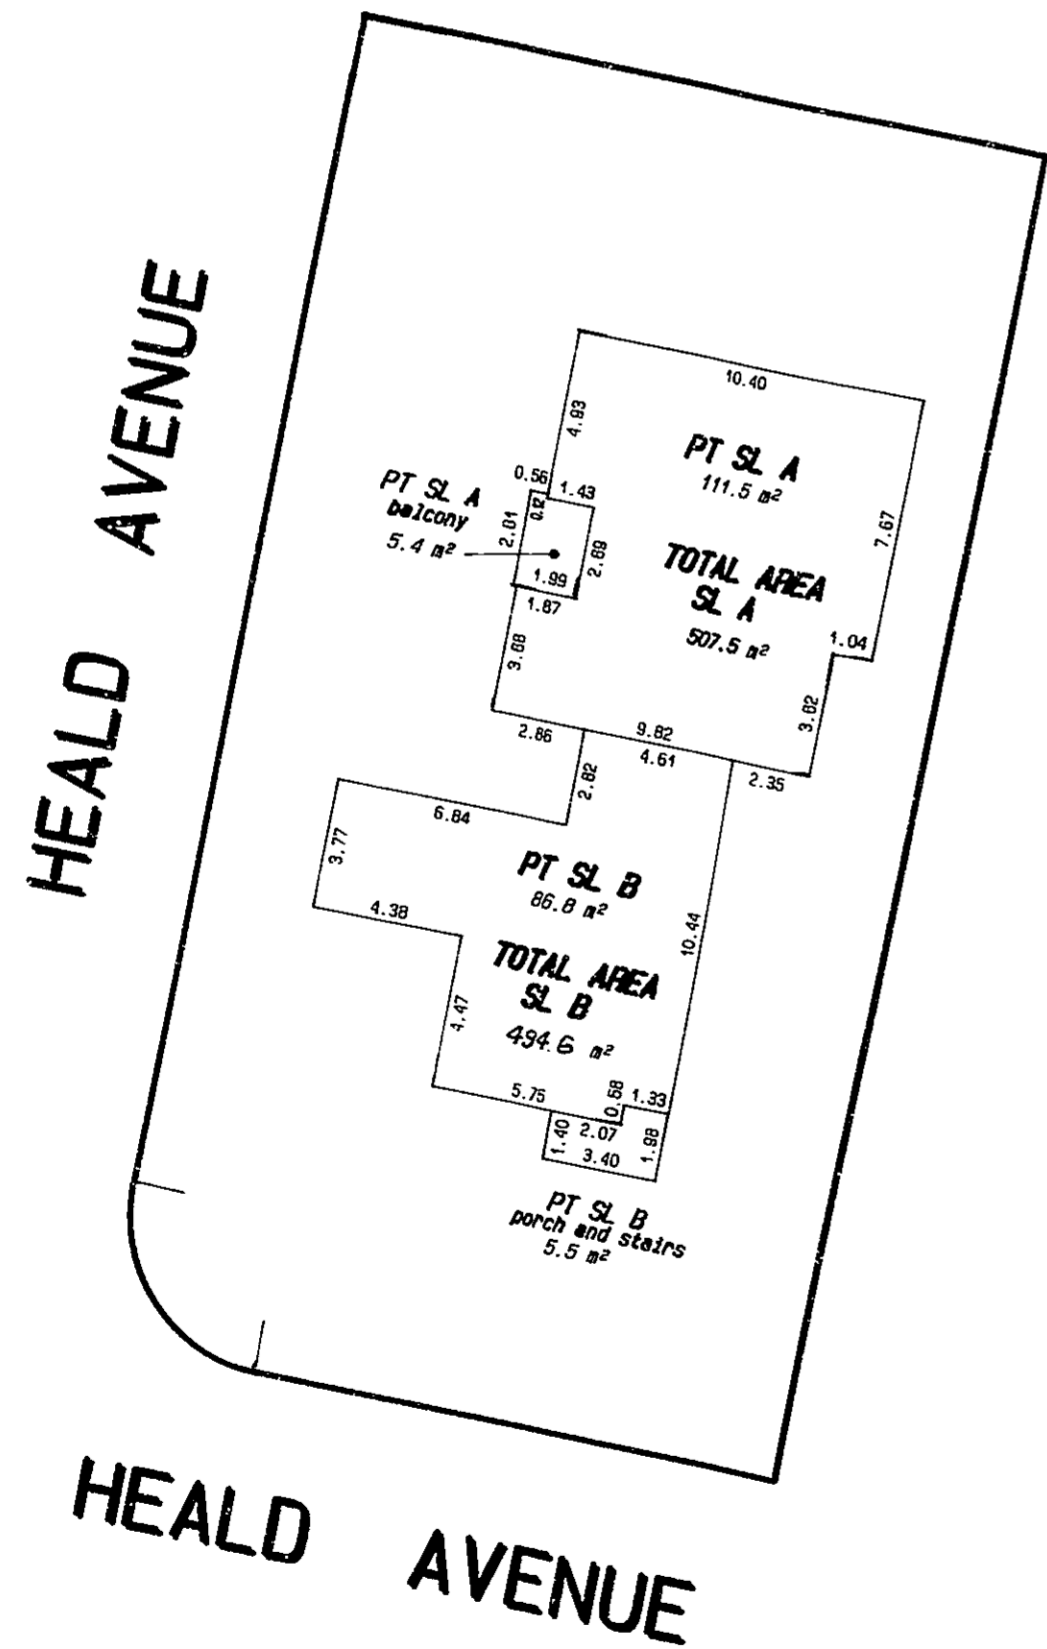 10.40
4.93
PT SL A
111.5 m²
PT SL A
balcony
5.4 m²
0.56
1.43
0.12
2.81
2.69
1.99
1.87
7.67
TOTAL AREA
SL A
507.5 m²
1.04
3.68
3.62
2.86
9.82
4.61
2.35
2.82
6.84
3.77
PT SL B
86.8 m²
4.38
10.44
TOTAL AREA
SL B
494.6 m²
4.47
5.75
0.58
1.33
1.40
2.07
3.40
1.98
PT SL B
porch and stairs
5.5 m²
HEALD AVENUE
HEALD AVENUE